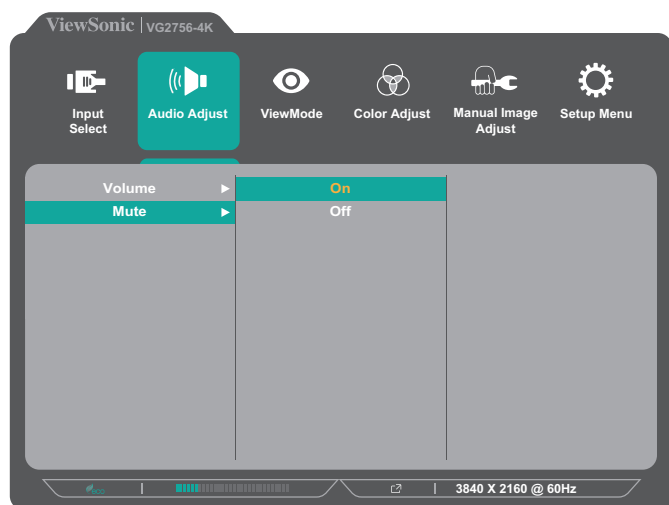 ViewSonic | VG2756-4K
Input Select
Audio Adjust
ViewMode
Color Adjust
Manual Image Adjust
Setup Menu
Volume
On
Mute
Off
eco
3840 X 2160 @ 60Hz